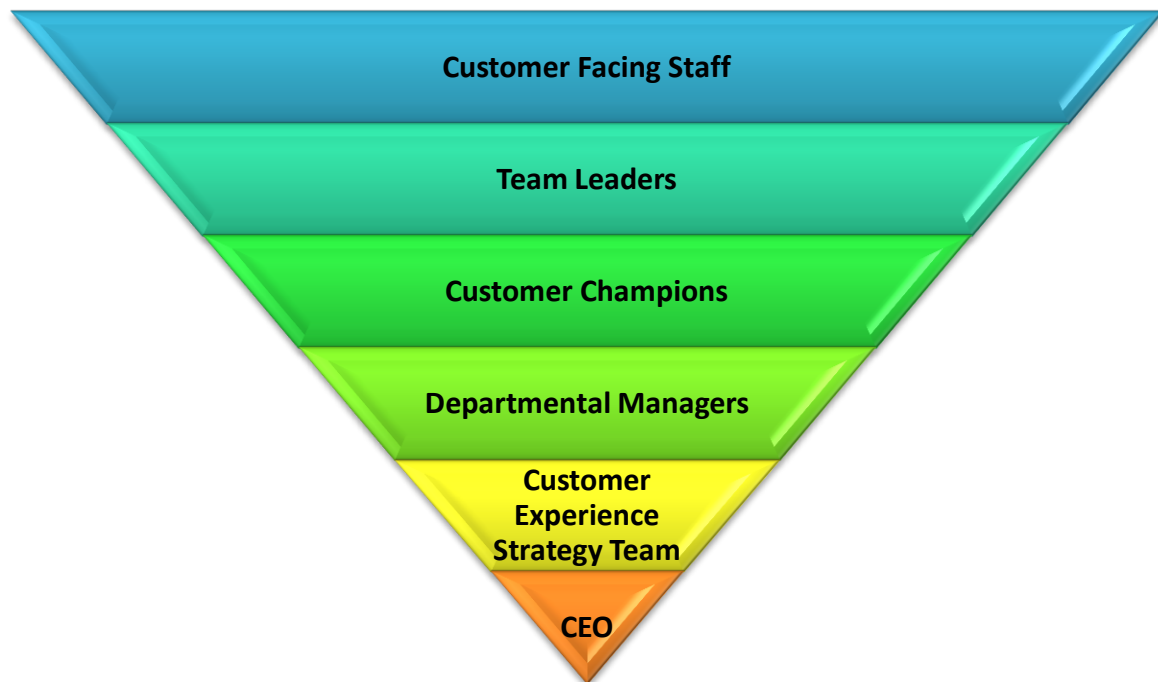 Customer Facing Staff
Team Leaders
Customer Champions
Departmental Managers
Customer
Experience
Strategy Team
CEO